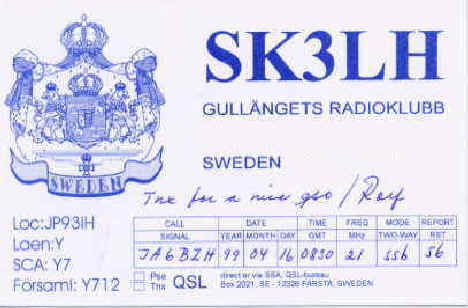 SK3LH
GULLÄNGETS RADIOKLUBB
SWEDEN
SWEDEN
Tnx for a nice qso / Rolf
Loc:JP93IH
Laen:Y
SCA: Y7
Församl: Y712
CALL DATE TIME FREQ MODE REPORT
SIGNAL YEAR MONTH DAY GMT MHz TWO-WAY RST
JA6BZH 99 04 16 0830 21 SSB 56
Pse
Tnx QSL
direct or via SSA, QSL-bureau
Box 2021, SE - 12326 FARSTA, SWEDEN